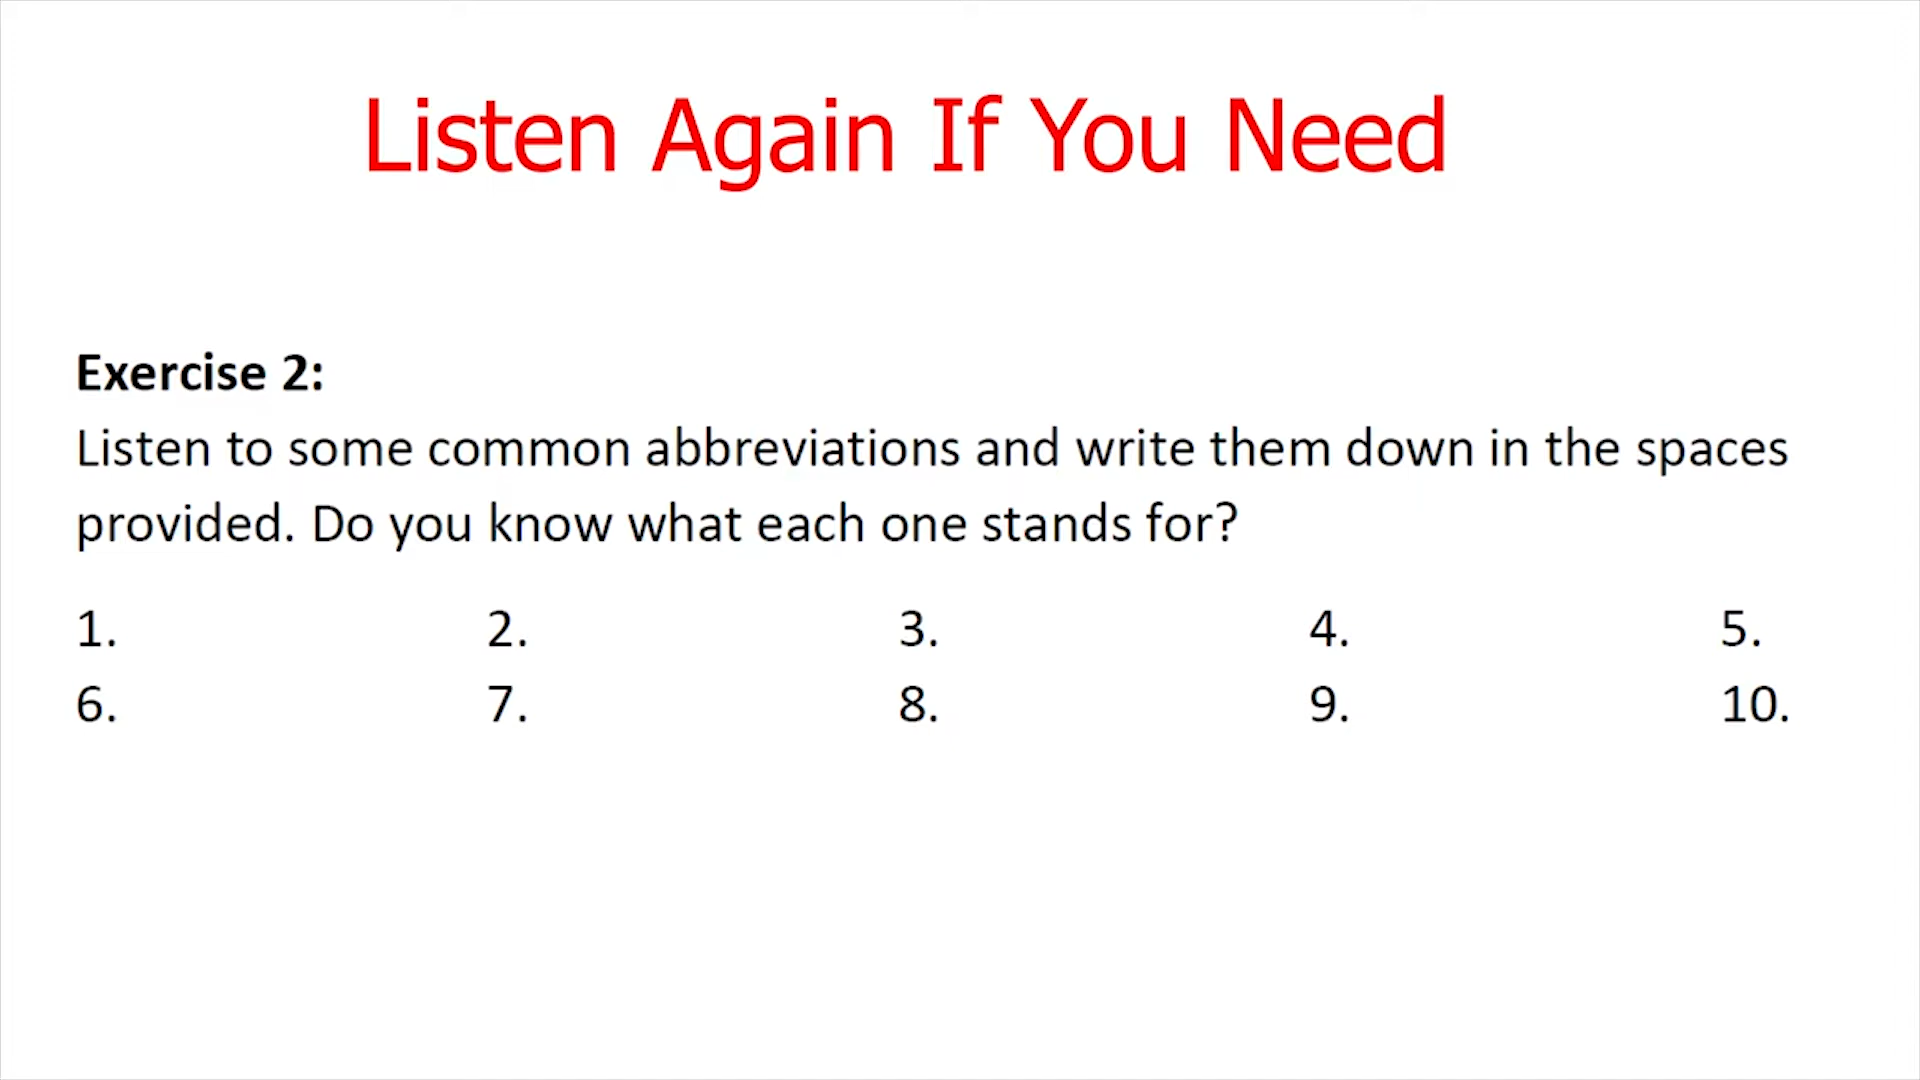 Listen Again If You Need
Exercise 2:
Listen to some common abbreviations and write them down in the spaces
provided. Do you know what each one stands for?
1. 2. 3. 4. 5.
6. 7. 8. 9. 10.